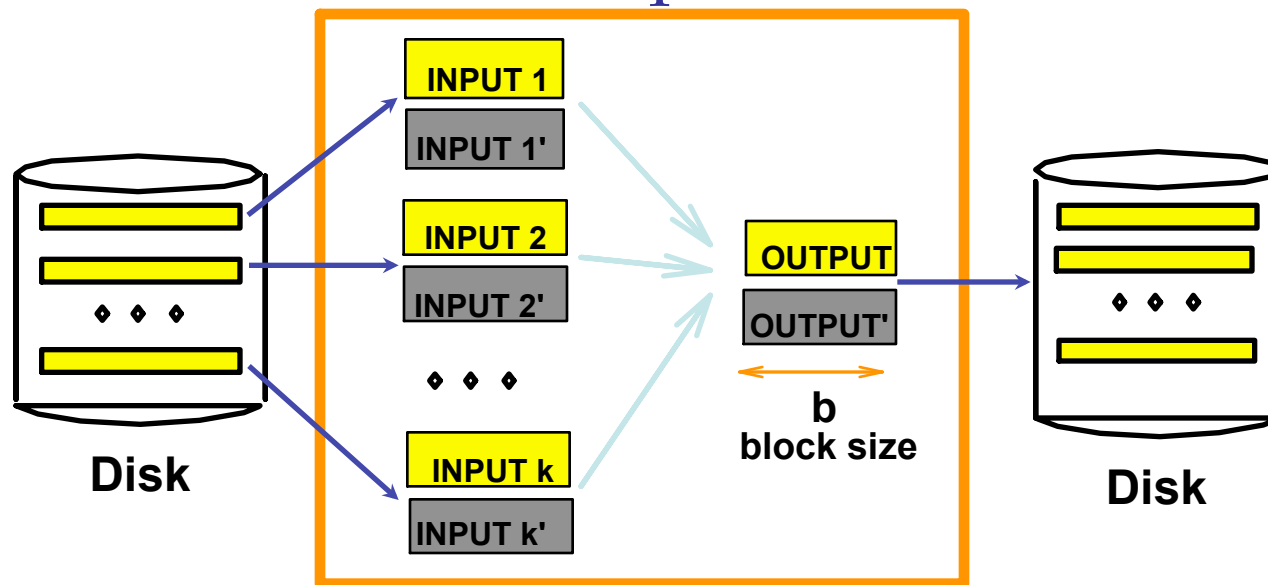 INPUT 1
INPUT 1'
INPUT 2
INPUT 2'
INPUT k
INPUT k'
OUTPUT
OUTPUT'
b
block size
Disk
Disk